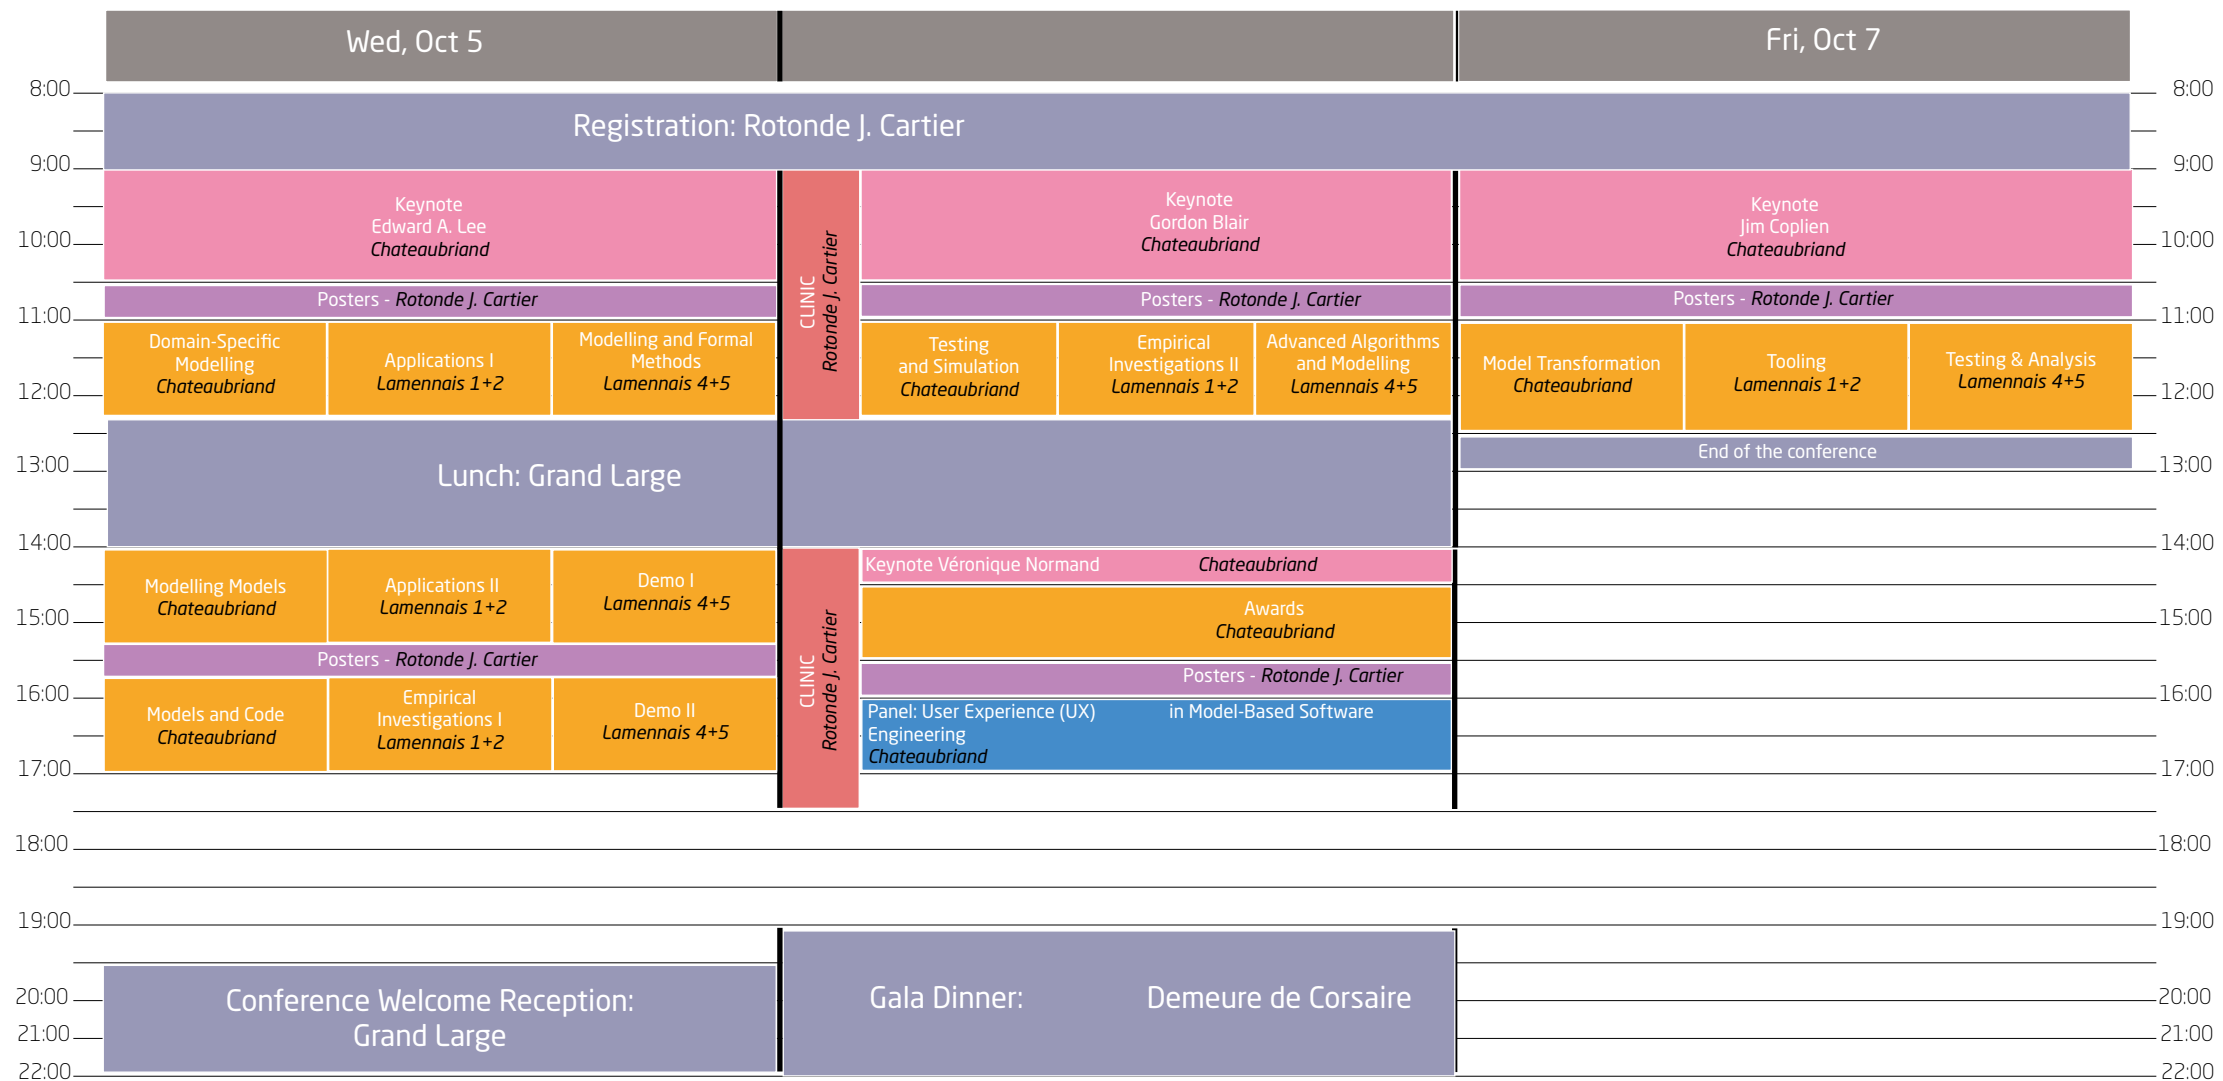 Wed, Oct 5
Fri, Oct 7
8:00
8:00
Registration: Rotonde J. Cartier
9:00
9:00
Keynote
Edward A. Lee
Chateaubriand
CLINIC
Rotonde J. Cartier
Keynote
Gordon Blair
Chateaubriand
Keynote
Jim Coplien
Chateaubriand
10:00
10:00
Posters - Rotonde J. Cartier
Posters - Rotonde J. Cartier
Posters - Rotonde J. Cartier
11:00
11:00
Domain-Specific
Modelling
Chateaubriand
Applications I
Lamennais 1+2
Modelling and Formal
Methods
Lamennais 4+5
Testing
and Simulation
Chateaubriand
Empirical
Investigations II
Lamennais 1+2
Advanced Algorithms
and Modelling
Lamennais 4+5
Model Transformation
Chateaubriand
Tooling
Lamennais 1+2
Testing & Analysis
Lamennais 4+5
12:00
12:00
Lunch: Grand Large
End of the conference
13:00
13:00
14:00
14:00
Modelling Models
Chateaubriand
Applications II
Lamennais 1+2
Demo I
Lamennais 4+5
CLINIC
Rotonde J. Cartier
Keynote Véronique Normand Chateaubriand
Awards
Chateaubriand
15:00
15:00
Posters - Rotonde J. Cartier
Posters - Rotonde J. Cartier
16:00
16:00
Models and Code
Chateaubriand
Empirical
Investigations I
Lamennais 1+2
Demo II
Lamennais 4+5
Panel: User Experience (UX) in Model-Based Software
Engineering
Chateaubriand
17:00
17:00
18:00
18:00
19:00
19:00
Conference Welcome Reception:
Grand Large
Gala Dinner: Demeure de Corsaire
20:00
20:00
21:00
21:00
22:00
22:00